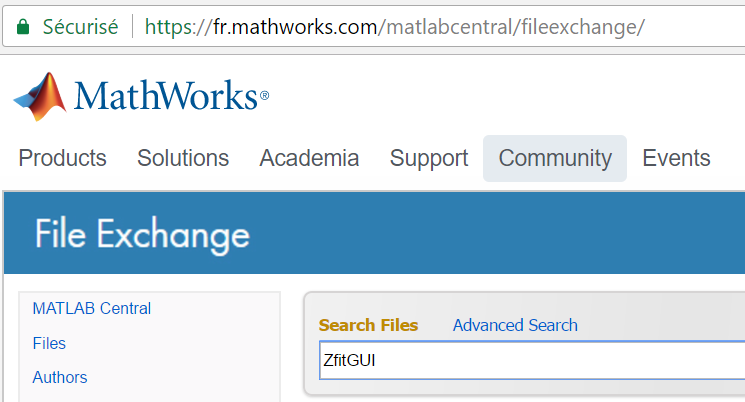 Sécurisé https://fr.mathworks.com/matlabcentral/fileexchange/
MathWorks®
Products Solutions Academia Support Community Events
File Exchange
MATLAB Central
Files
Authors
Search Files Advanced Search
ZfitGUI